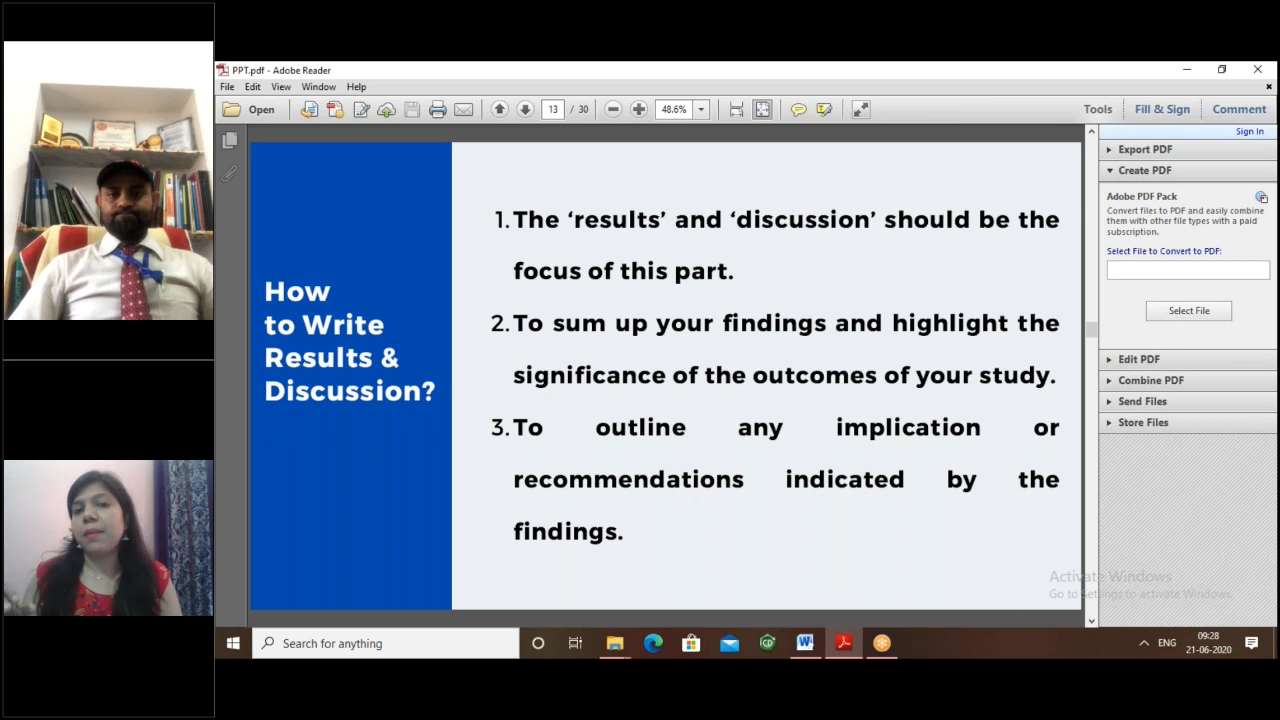 PPT.pdf - Adobe Reader
File Edit View Window Help
Open 13 / 30 48.6% Tools Fill & Sign Comment
Sign In
Export PDF
Create PDF
Adobe PDF Pack
Convert files to PDF and easily combine
them with other file types with a paid
subscription.
Select File to Convert to PDF:
Select File
Edit PDF
Combine PDF
Send Files
Store Files
How
to Write
Results &
Discussion?
1. The ‘results’ and ‘discussion’ should be the
focus of this part.
2. To sum up your findings and highlight the
significance of the outcomes of your study.
3. To outline any implication or
recommendations indicated by the
findings.
Activate Windows
Go to Settings to activate Windows.
Search for anything
ENG
09:28
21-06-2020